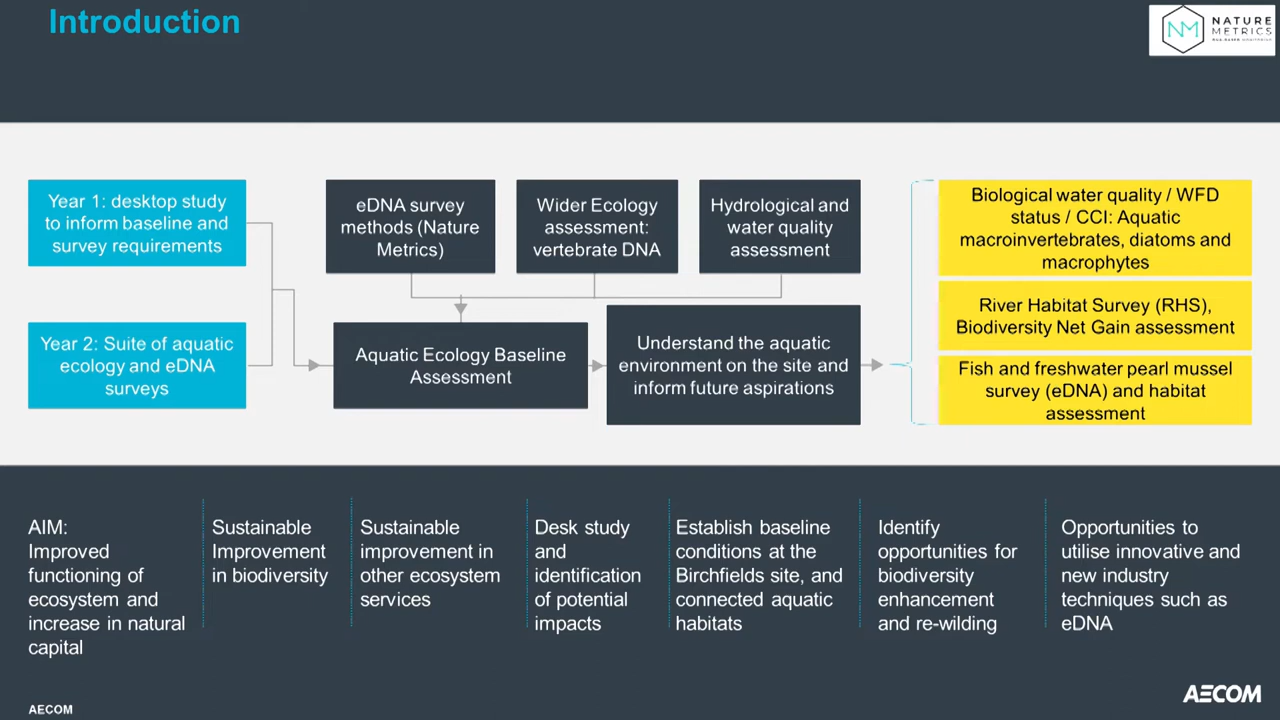 Introduction
NATURE
METRICS
Year 1: desktop study
to inform baseline and
survey requirements
eDNA survey
methods (Nature
Metrics)
Wider Ecology
assessment:
vertebrate DNA
Hydrological and
water quality
assessment
Biological water quality / WFD
status / CCI: Aquatic
macroinvertebrates, diatoms and
macrophytes
River Habitat Survey (RHS),
Biodiversity Net Gain assessment
Year 2: Suite of aquatic
ecology and eDNA
surveys
Aquatic Ecology Baseline
Assessment
Understand the aquatic
environment on the site and
inform future aspirations
Fish and freshwater pearl mussel
survey (eDNA) and habitat
assessment
AIM:
Improved
functioning of
ecosystem and
increase in natural
capital
Sustainable
Improvement
in biodiversity
Sustainable
improvement in
other ecosystem
services
Desk study
and
identification
of potential
impacts
Establish baseline
conditions at the
Birchfields site, and
connected aquatic
habitats
Identify
opportunities for
biodiversity
enhancement
and re-wilding
Opportunities to
utilise innovative and
new industry
techniques such as
eDNA
AECOM
AECOM